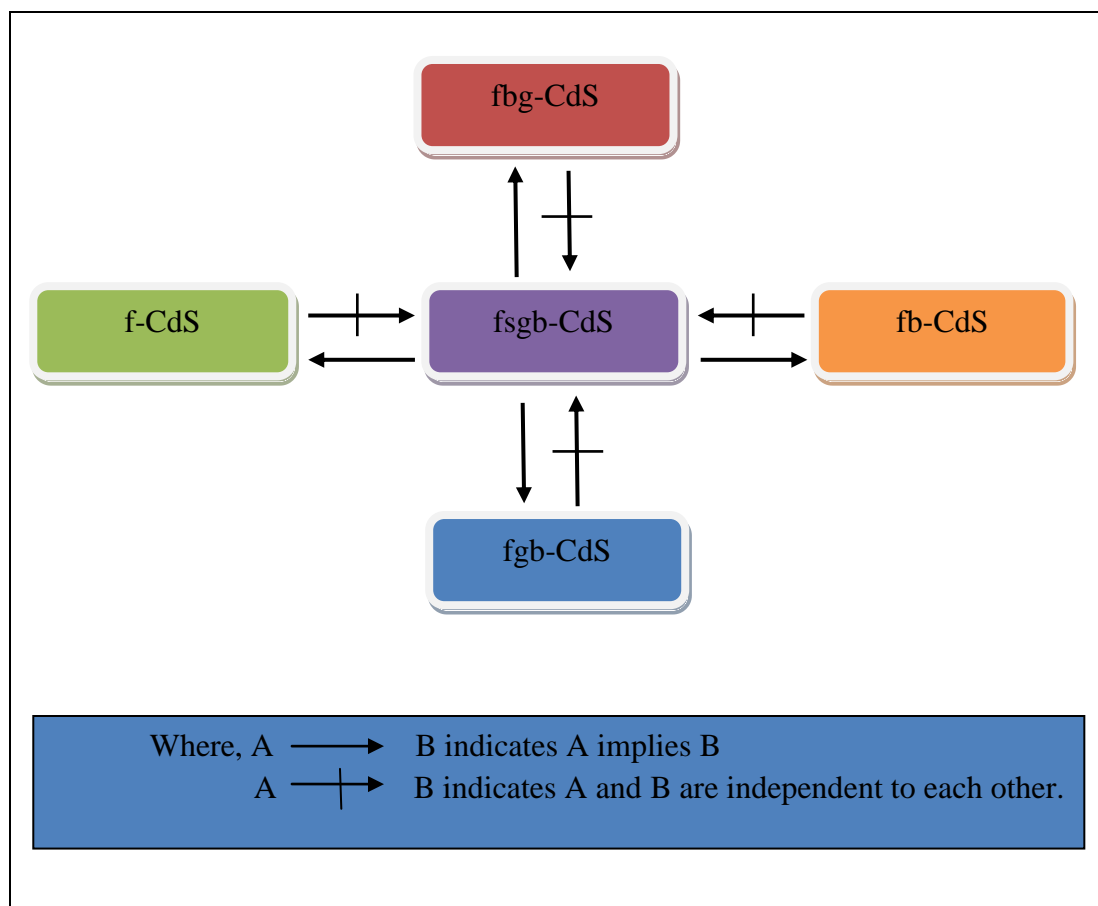 fbg-CdS
f-CdS
fsgb-CdS
fb-CdS
fgb-CdS
Where, A B indicates A implies B
A B indicates A and B are independent to each other.